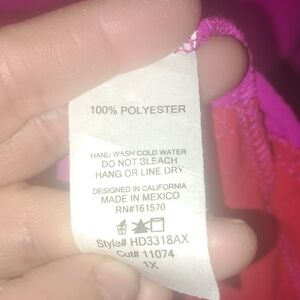 100% POLYESTER
HAND WASH COLD WATER
DO NOT BLEACH
HANG OR LINE DRY
DESIGNED IN CALIFORNIA
MADE IN MEXICO
RN#161570
Style# HD3318AX
Cut# 11074
1X